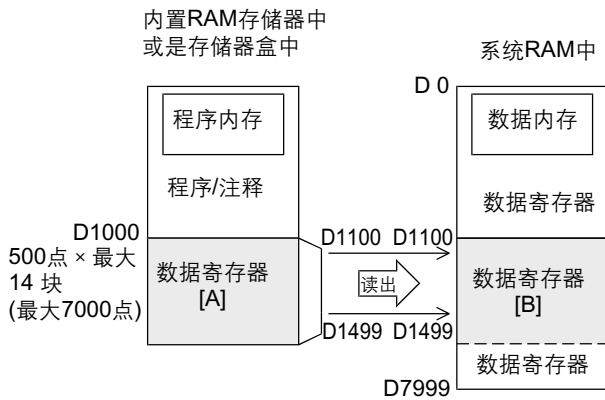 内置RAM存储器中
或是存储器盒中
系统RAM中
D 0
程序内存
数据内存
程序/注释
数据寄存器
D1000
500点 × 最大
14 块
(最大7000点)
数据寄存器
[A]
D1100 D1100
读出
D1499 D1499
数据寄存器
[B]
数据寄存器
D7999